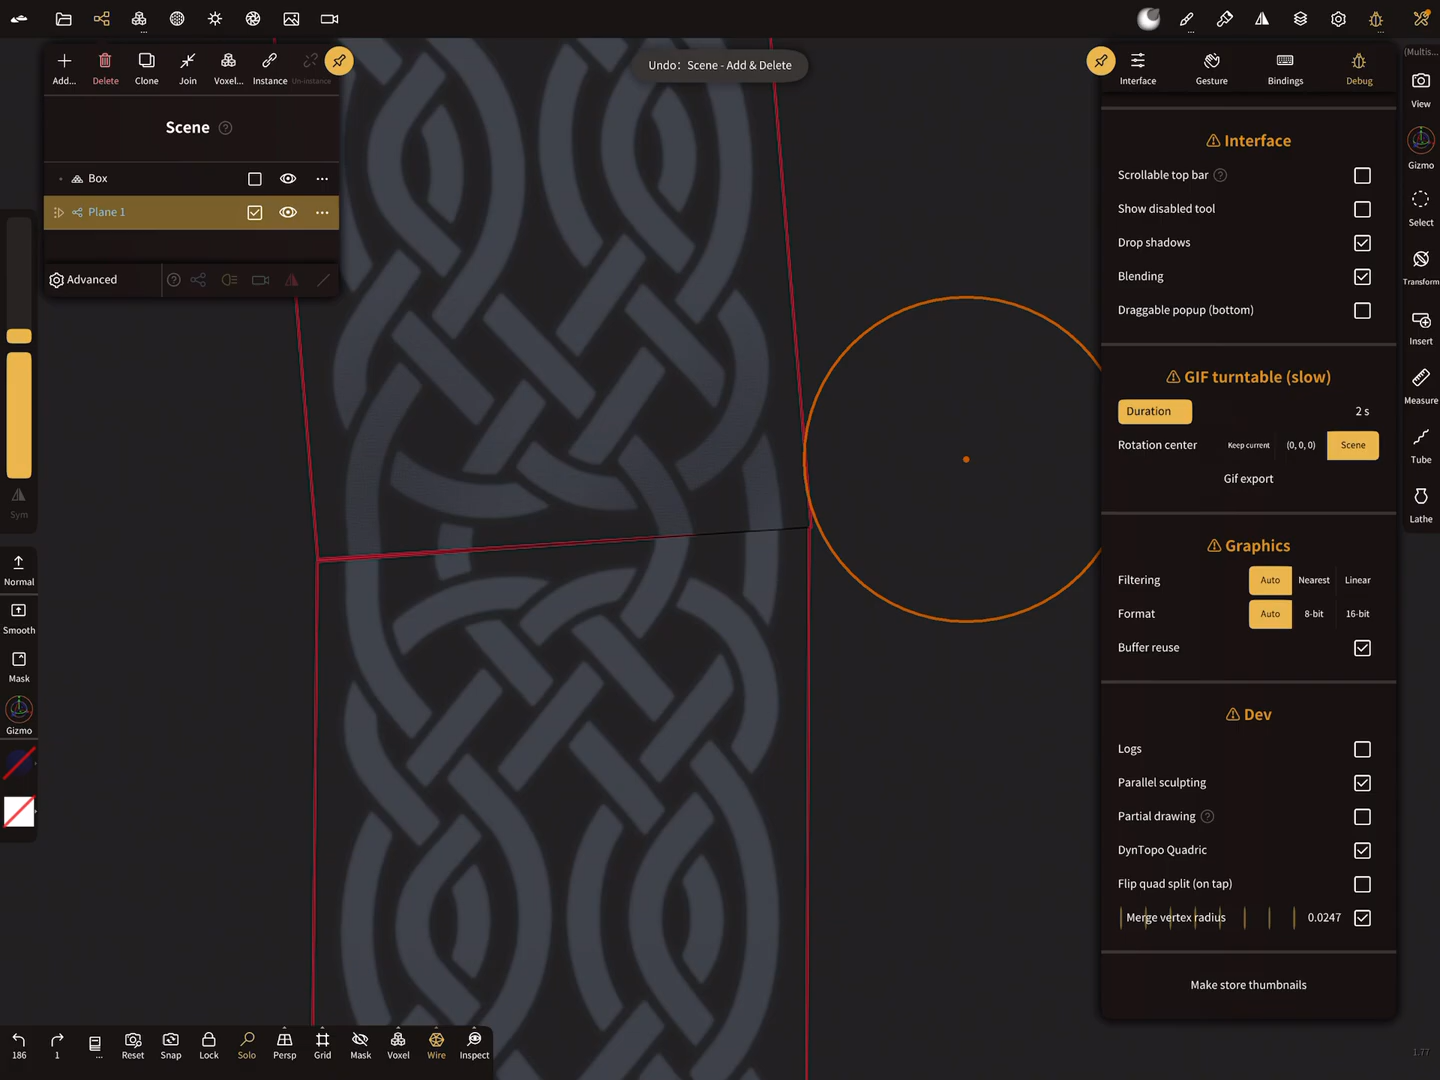 Add...
Delete
Clone
Join
Voxel...
Instance
Un-instance
Undo: Scene - Add & Delete
Interface
Gesture
Bindings
Debug
(Multis...
View
Gizmo
Select
Transform
Insert
Measure
Tube
Lathe
Scene
Box
Plane 1
Advanced
Sym
Normal
Smooth
Mask
Gizmo
Interface
Scrollable top bar
Show disabled tool
Drop shadows
Blending
Draggable popup (bottom)
GIF turntable (slow)
Duration 2 s
Rotation center Keep current (0, 0, 0) Scene
Gif export
Graphics
Filtering Auto Nearest Linear
Format Auto 8-bit 16-bit
Buffer reuse
Dev
Logs
Parallel sculpting
Partial drawing
DynTopo Quadric
Flip quad split (on tap)
Merge vertex radius 0.0247
Make store thumbnails
186
1
...
Reset
Snap
Lock
Solo
Persp
Grid
Mask
Voxel
Wire
Inspect
1.77